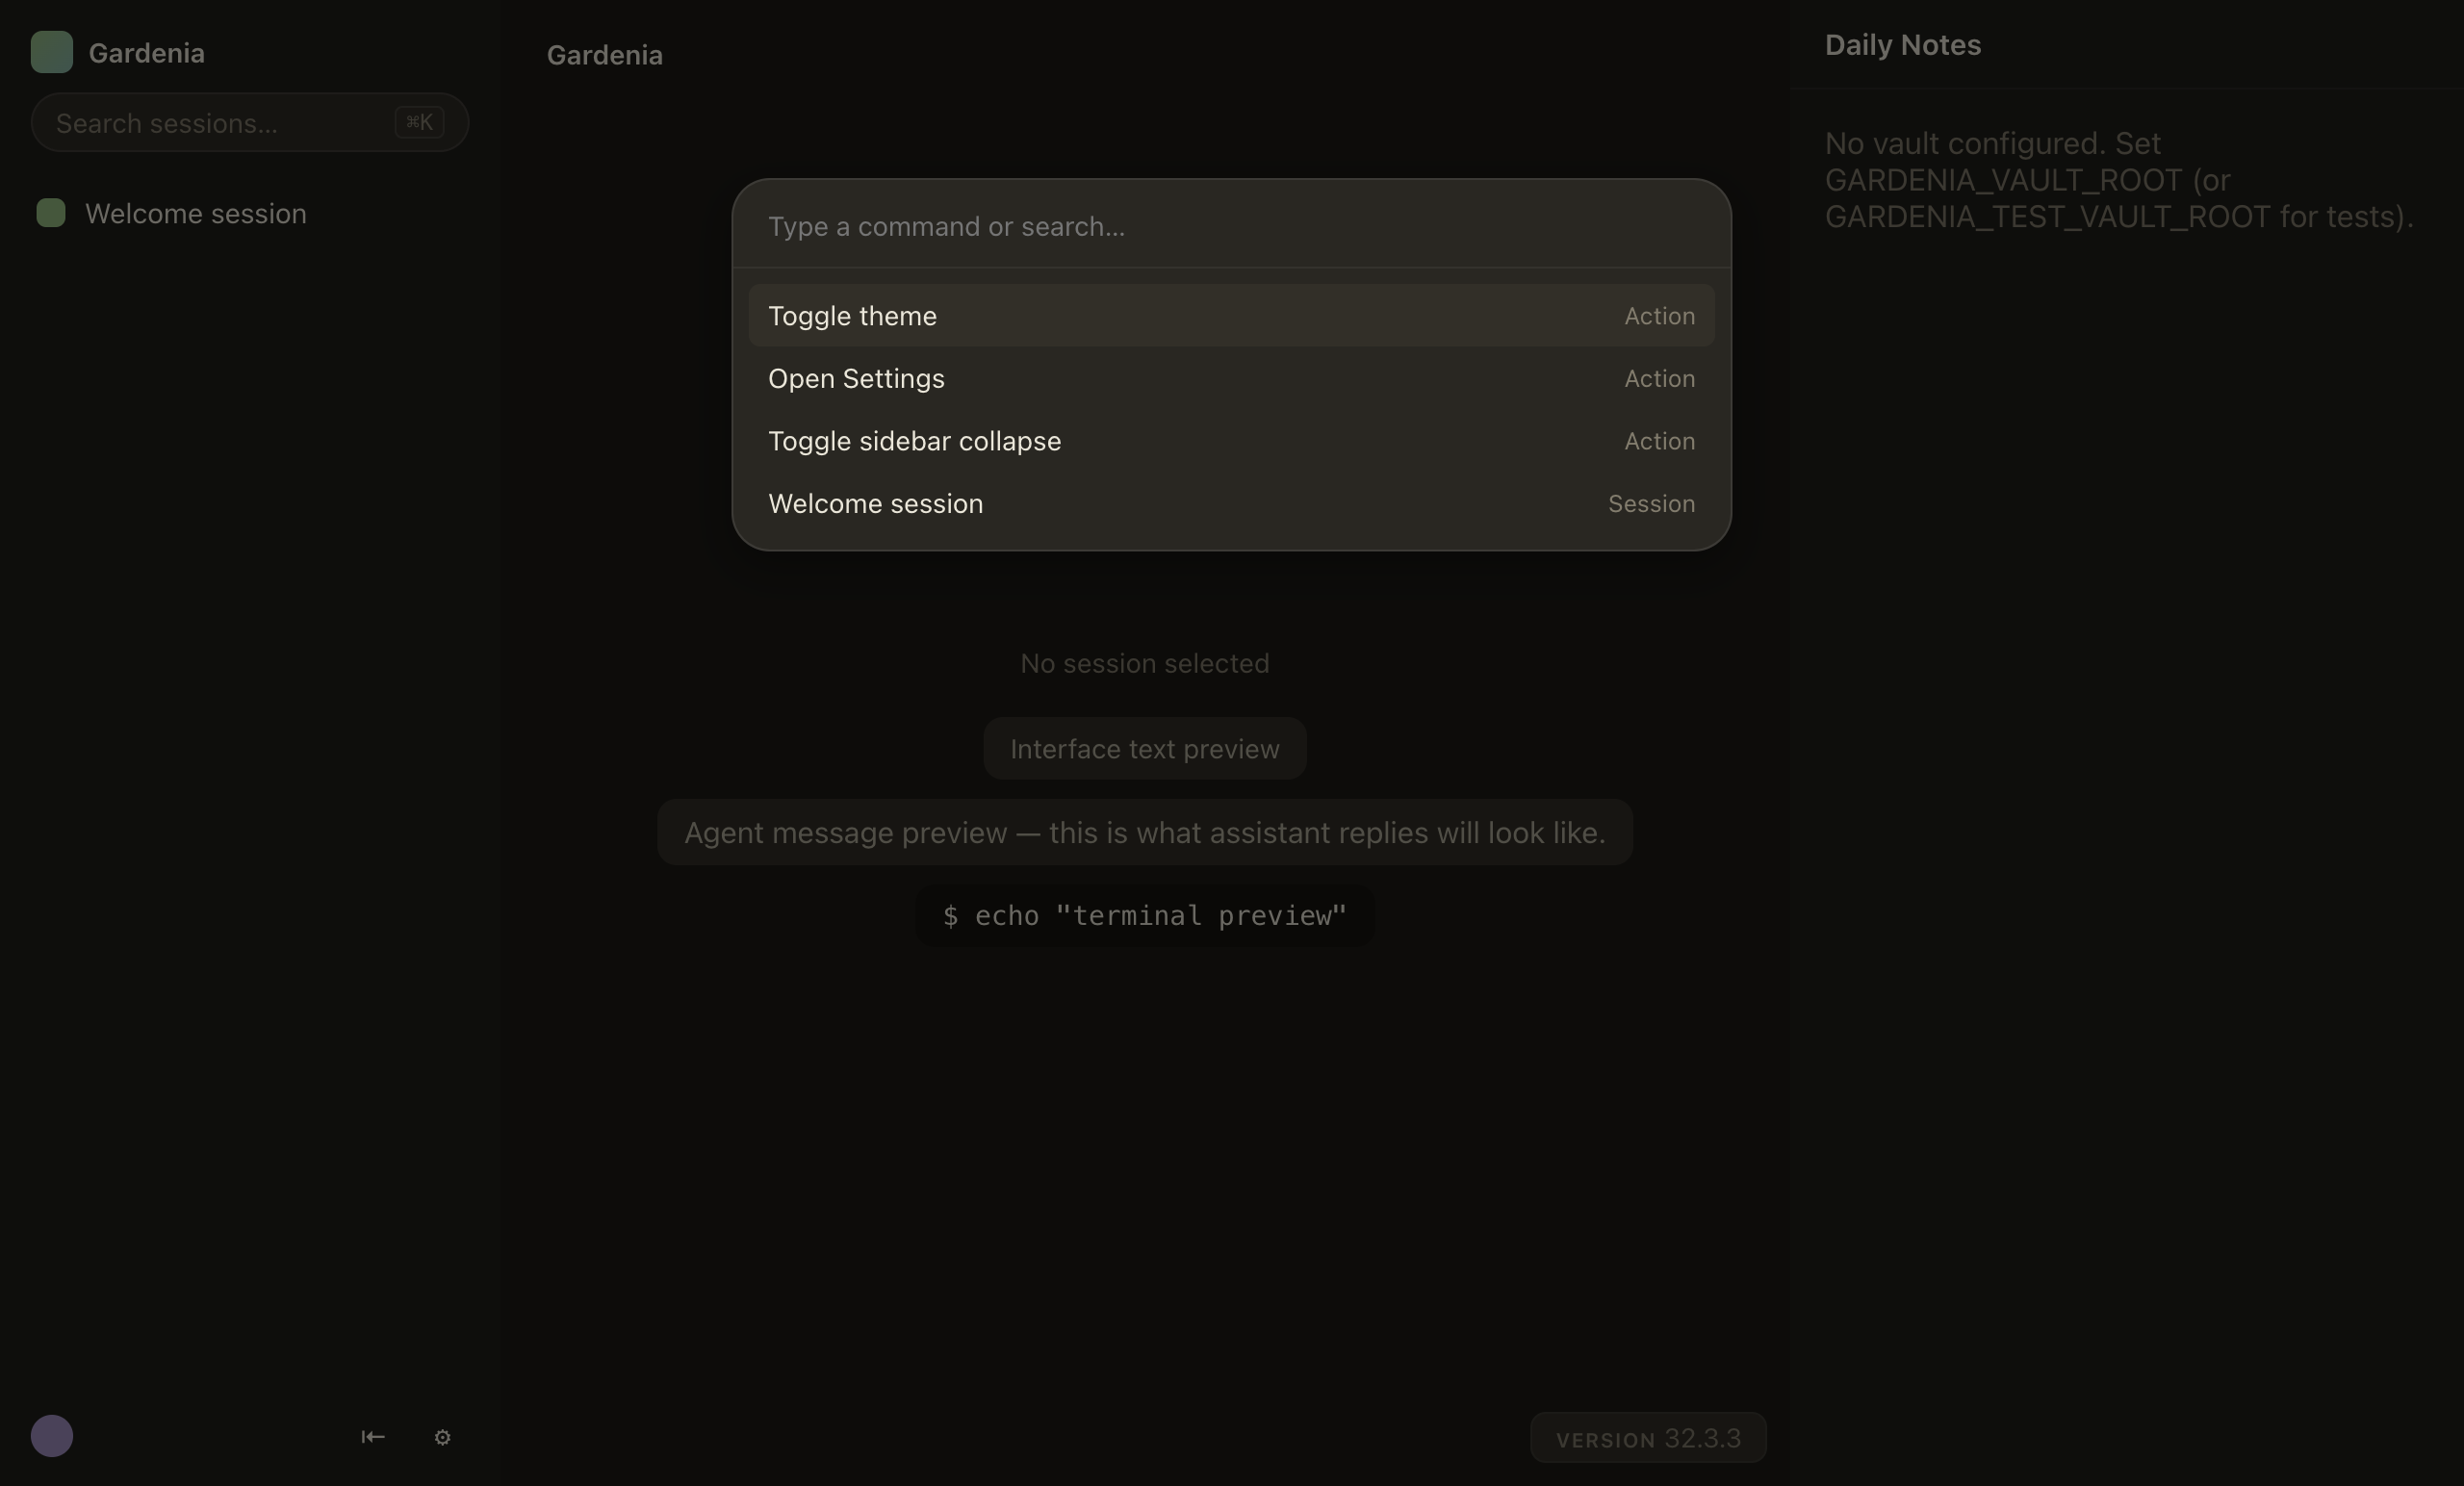 Gardenia
Search sessions...
⌘K
Welcome session
Gardenia
Type a command or search...
Toggle theme
Action
Open Settings
Action
Toggle sidebar collapse
Action
Welcome session
Session
No session selected
Interface text preview
Agent message preview — this is what assistant replies will look like.
$ echo "terminal preview"
VERSION 32.3.3
Daily Notes
No vault configured. Set
GARDENIA_VAULT_ROOT (or
GARDENIA_TEST_VAULT_ROOT for tests).